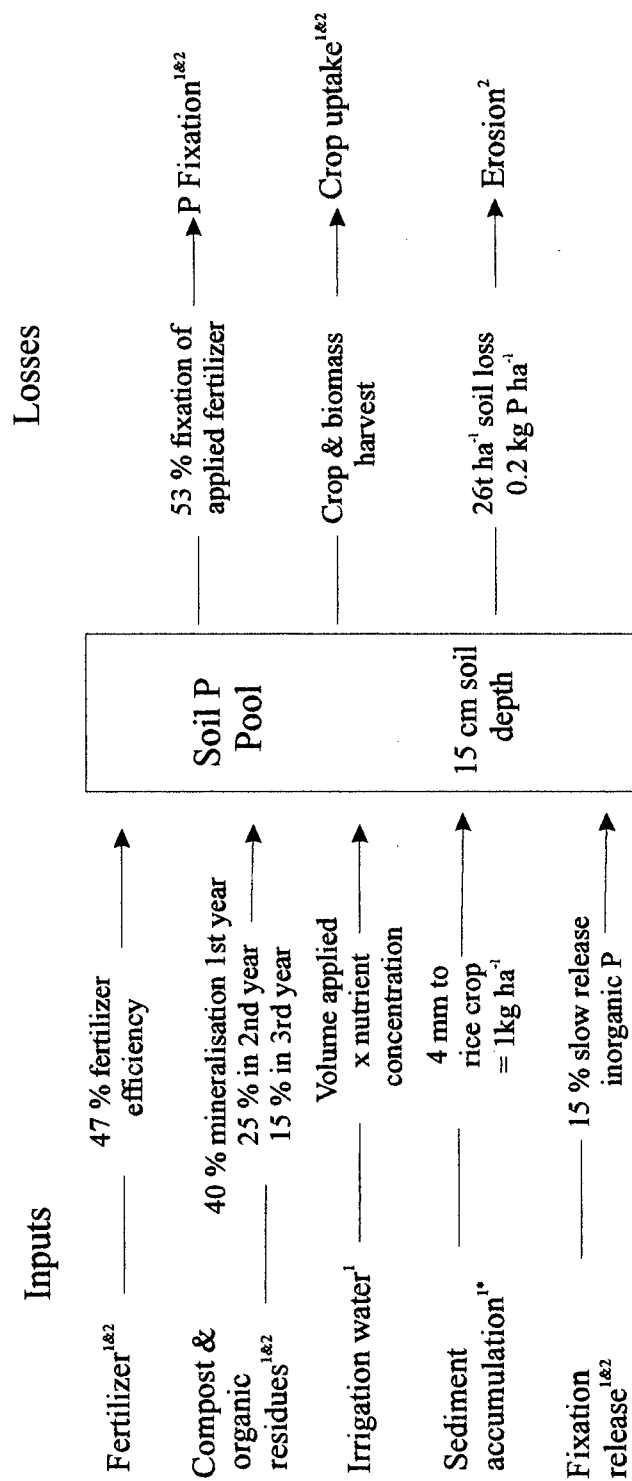 Inputs
Losses
Fertilizer¹&²
47 % fertilizer
efficiency
Compost &
organic
residues¹&²
40 % mineralisation 1st year
25 % in 2nd year
15 % in 3rd year
Irrigation water¹
Volume applied
x nutrient
concentration
Sediment
accumulation¹*
4 mm to
rice crop
= 1kg ha⁻¹
Fixation
release¹&²
15 % slow release
inorganic P
Soil P
Pool
15 cm soil
depth
53 % fixation of
applied fertilizer
P Fixation¹&²
Crop & biomass
harvest
Crop uptake¹&²
26t ha⁻¹ soil loss
0.2 kg P ha⁻¹
Erosion²